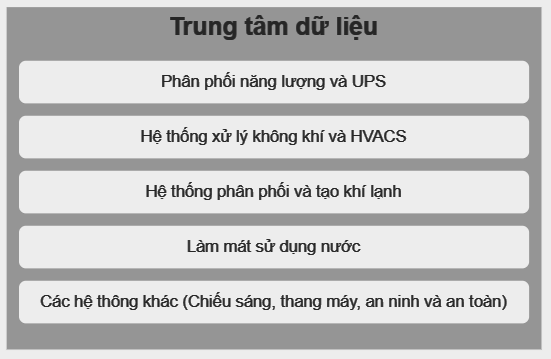 Trung tâm dữ liệu
Phân phối năng lượng và UPS
Hệ thống xử lý không khí và HVACS
Hệ thống phân phối và tạo khí lạnh
Làm mát sử dụng nước
Các hệ thông khác (Chiếu sáng, thang máy, an ninh và an toàn)